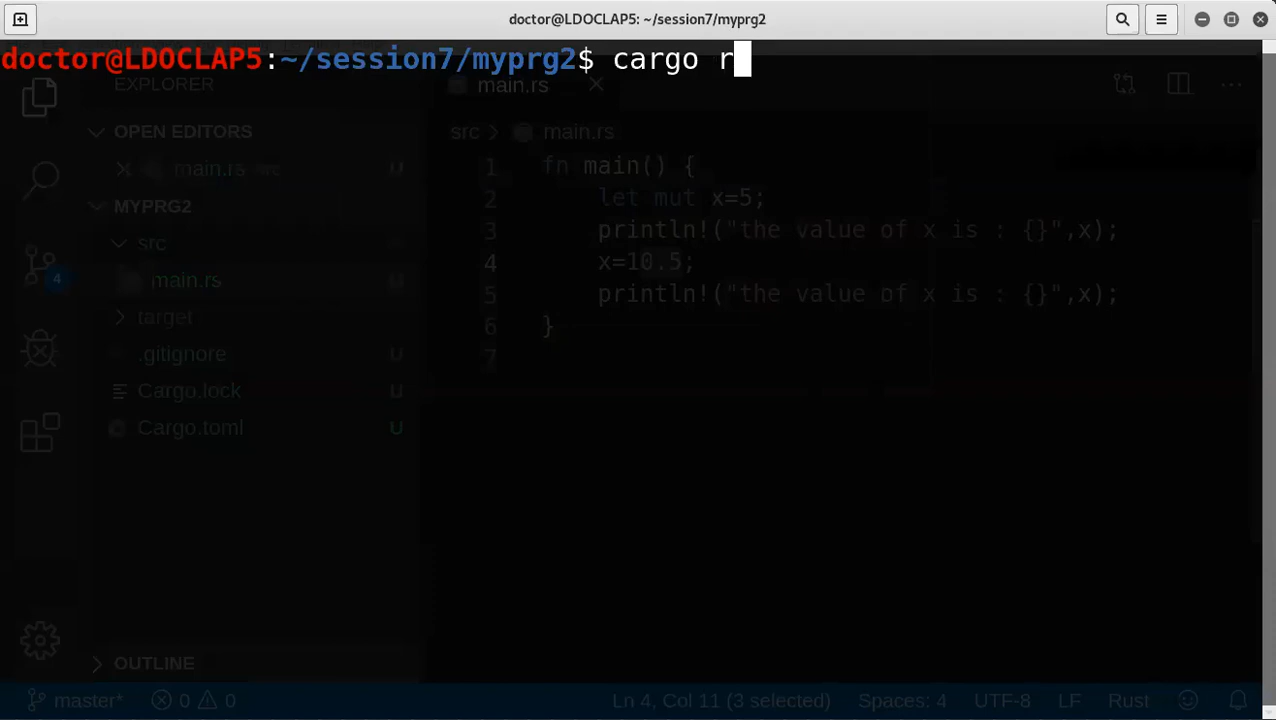 doctor@LDOCLAP5: ~/session7/myprg2
doctor@LDOCLAP5:~/session7/myprg2$ cargo r
EXPLORER
OPEN EDITORS
main.rs src U
MYPRG2
src
main.rs U
target
.gitignore U
Cargo.lock U
Cargo.toml U
OUTLINE
4
main.rs
src > main.rs
1 fn main() {
2 let mut x=5;
3 println!("the value of x is : {}",x);
4 x=10.5;
5 println!("the value of x is : {}",x);
6 }
7
master* 0 0 Ln 4, Col 11 (3 selected) Spaces: 4 UTF-8 LF Rust